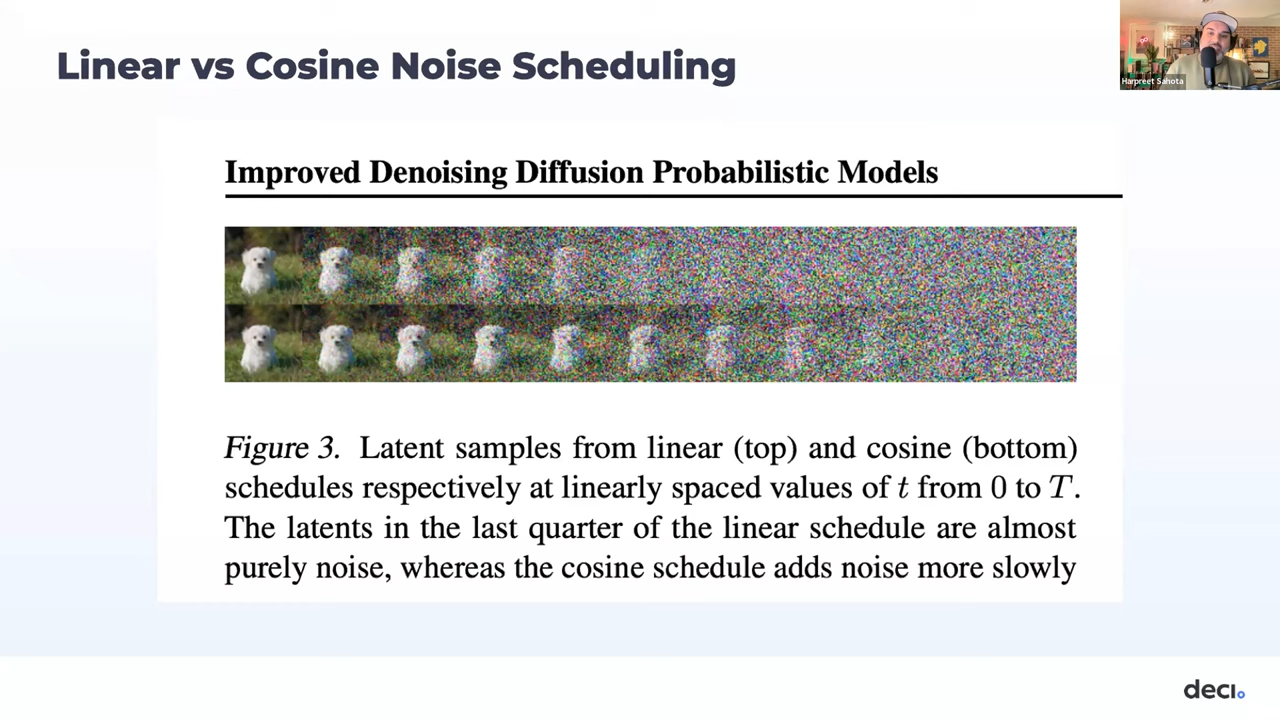 Linear vs Cosine Noise Scheduling
Harpreet Sahota
Improved Denoising Diffusion Probabilistic Models
Figure 3. Latent samples from linear (top) and cosine (bottom)
schedules respectively at linearly spaced values of t from 0 to T.
The latents in the last quarter of the linear schedule are almost
purely noise, whereas the cosine schedule adds noise more slowly
deci.